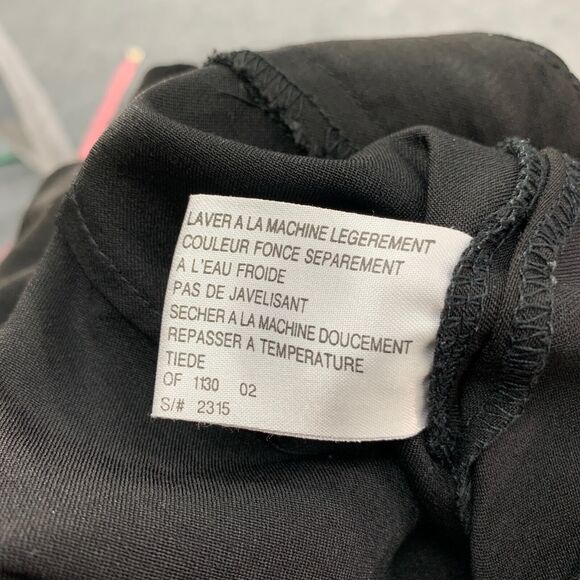 LAVER A LA MACHINE LEGEREMENT
COULEUR FONCE SEPAREMENT
A L'EAU FROIDE
PAS DE JAVELISANT
SECHER A LA MACHINE DOUCEMENT
REPASSER A TEMPERATURE
TIEDE
OF 1130 02
S/# 2315